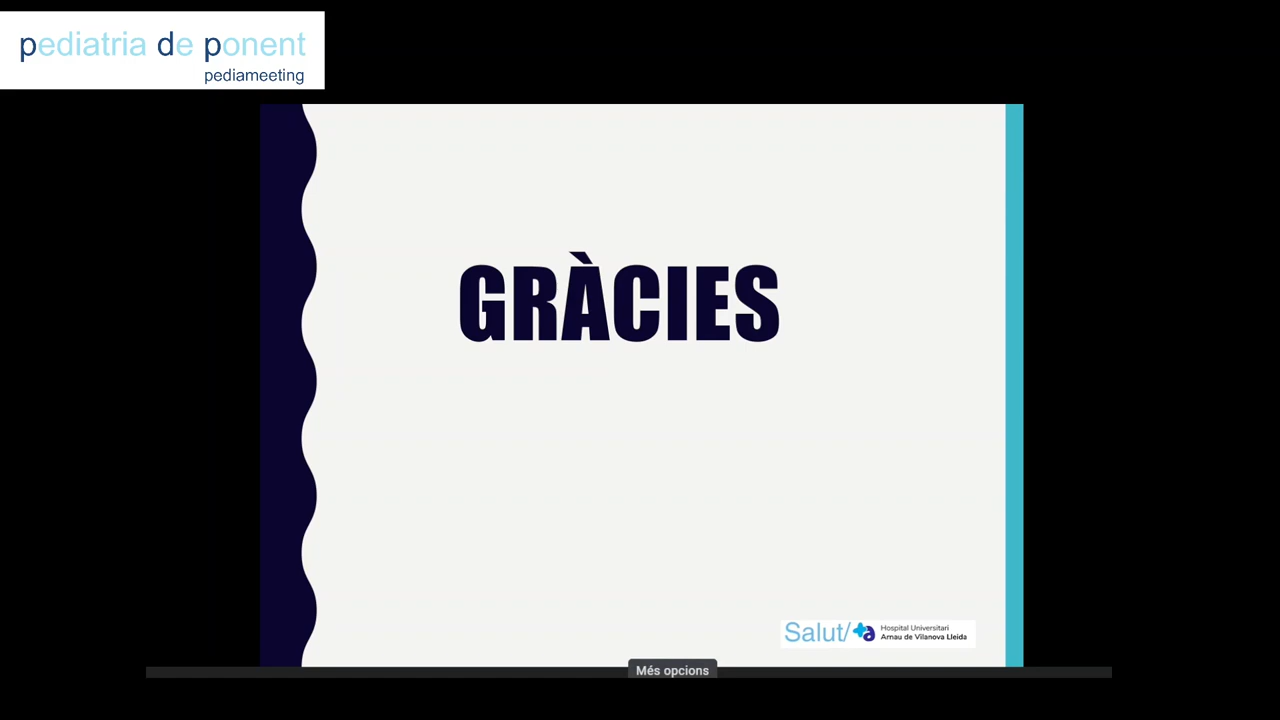 pediatria de ponent
pediameeting
GRÀCIES
Salut/
Hospital Universitari
Arnau de Vilanova Lleida
Més opcions